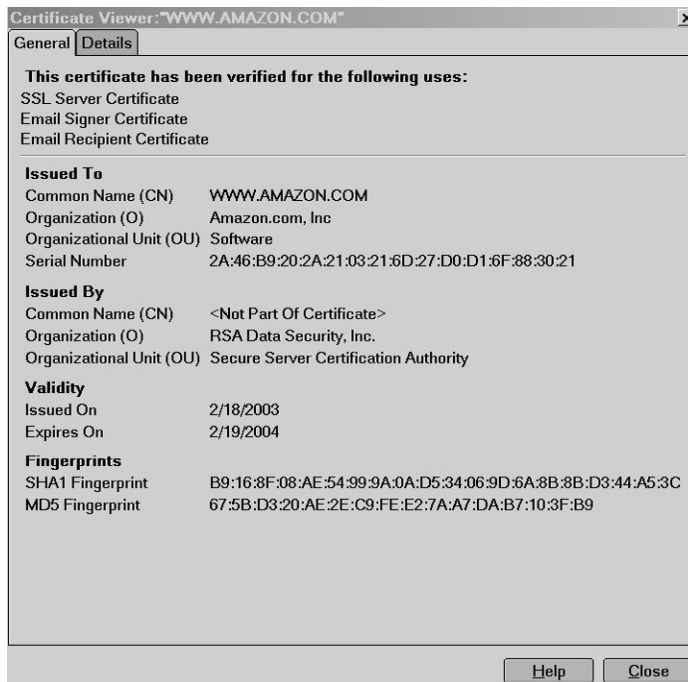 Certificate Viewer:"WWW.AMAZON.COM"
General Details
This certificate has been verified for the following uses:
SSL Server Certificate
Email Signer Certificate
Email Recipient Certificate
Issued To
Common Name (CN) WWW.AMAZON.COM
Organization (O) Amazon.com, Inc
Organizational Unit (OU) Software
Serial Number 2A:46:B9:20:2A:21:03:21:6D:27:D0:D1:6F:88:30:21
Issued By
Common Name (CN) <Not Part Of Certificate>
Organization (O) RSA Data Security, Inc.
Organizational Unit (OU) Secure Server Certification Authority
Validity
Issued On 2/18/2003
Expires On 2/19/2004
Fingerprints
SHA1 Fingerprint B9:16:8F:08:AE:54:99:9A:0A:D5:34:06:9D:6A:8B:8B:D3:44:A5:3C
MD5 Fingerprint 67:5B:D3:20:AE:2E:C9:FE:E2:7A:A7:DA:B7:10:3F:B9
Help Close